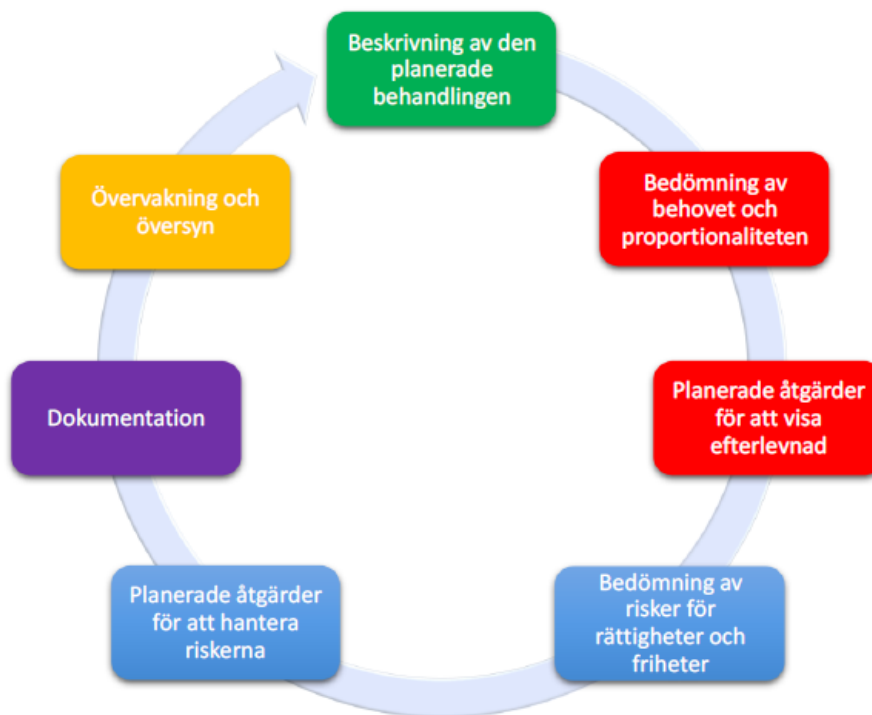 Beskrivning av den
planerade
behandlingen
Bedömning av
behovet och
proportionaliteten
Planerade åtgärder
för att visa
efterlevnad
Bedömning av
risker för
rättigheter och
friheter
Planerade åtgärder
för att hantera
riskerna
Dokumentation
Övervakning och
översyn